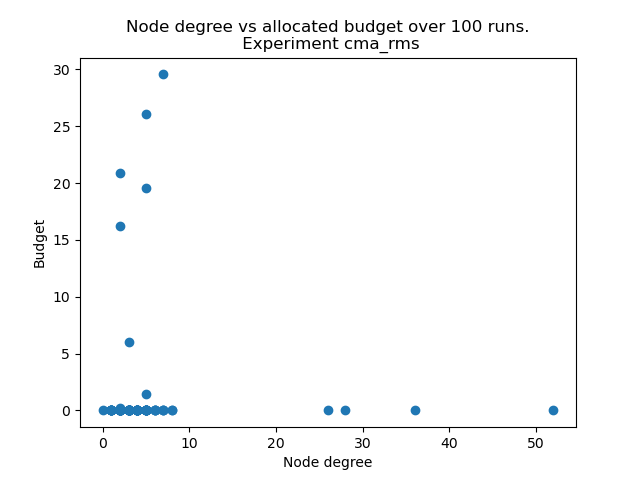 Node degree vs allocated budget over 100 runs.
Experiment cma_rms
30
25
20
15
10
5
0
Budget
0 10 20 30 40 50
Node degree